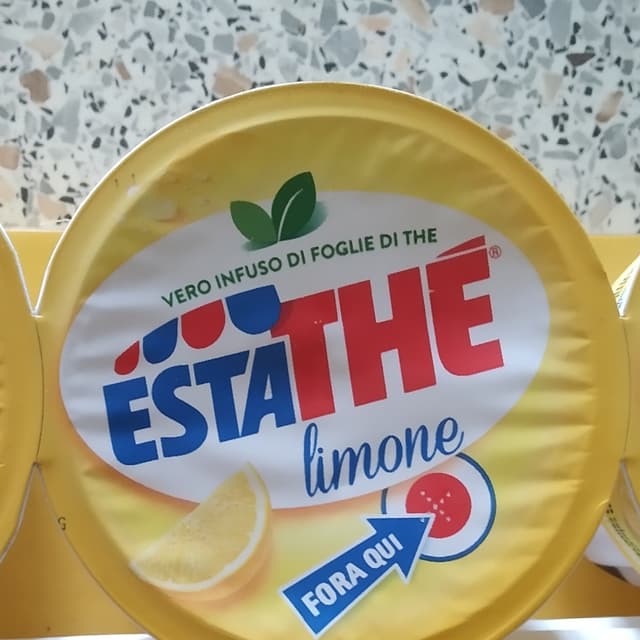 VERO INFUSO DI FOGLIE DI THE
ESTATHÉ®
limone
FORA QUI
G